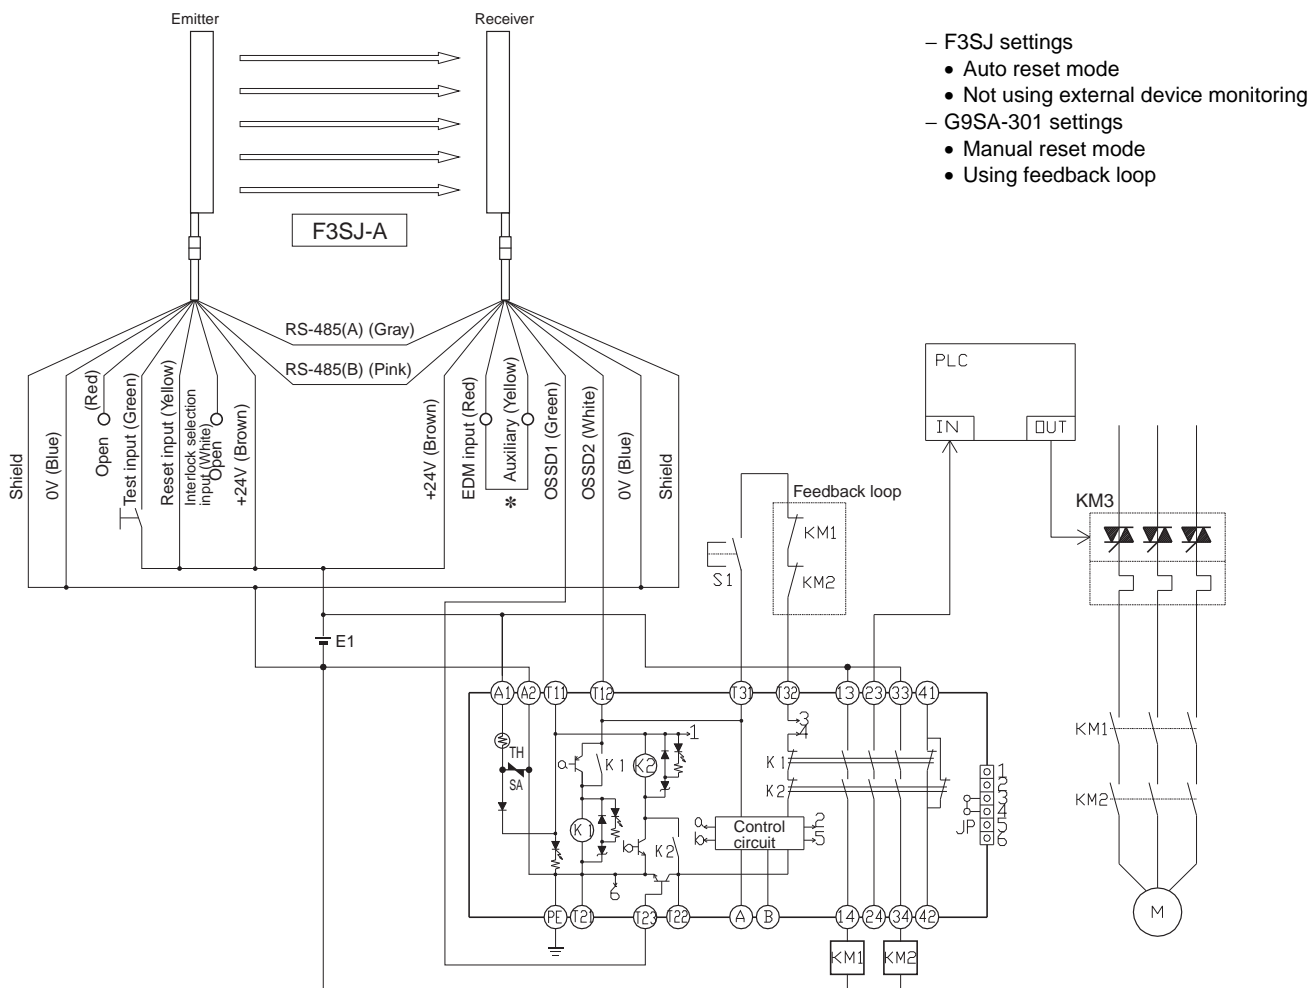 Emitter
Receiver
– F3SJ settings
• Auto reset mode
• Not using external device monitoring
– G9SA-301 settings
• Manual reset mode
• Using feedback loop
F3SJ-A
RS-485(A) (Gray)
RS-485(B) (Pink)
Shield
0V (Blue)
Open
(Red)
Test input (Green)
Reset input (Yellow)
Interlock selection
input (White)
Open
+24V (Brown)
+24V (Brown)
EDM input (Red)
Auxiliary (Yellow)
*
OSSD1 (Green)
OSSD2 (White)
0V (Blue)
Shield
PLC
IN
OUT
Feedback loop
KM1
KM2
S1
KM3
E1
A1
A2
T11
T12
T31
T32
13
23
33
41
TH
SA
a
K1
K2
1
3
4
K1
K2
K1
b
K2
a
b
Control
circuit
2
5
6
JP
1
2
3
4
5
6
KM1
KM2
PE
T21
T23
T22
A
B
14
24
34
42
KM1
KM2
M